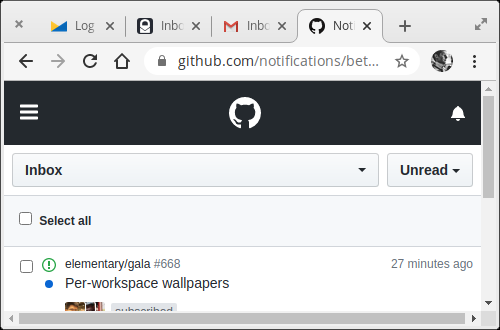 Log
Inbo
Inbo
Not
github.com/notifications/bet...
Inbox
Unread
Select all
elementary/gala #668
27 minutes ago
Per-workspace wallpapers
subscribed